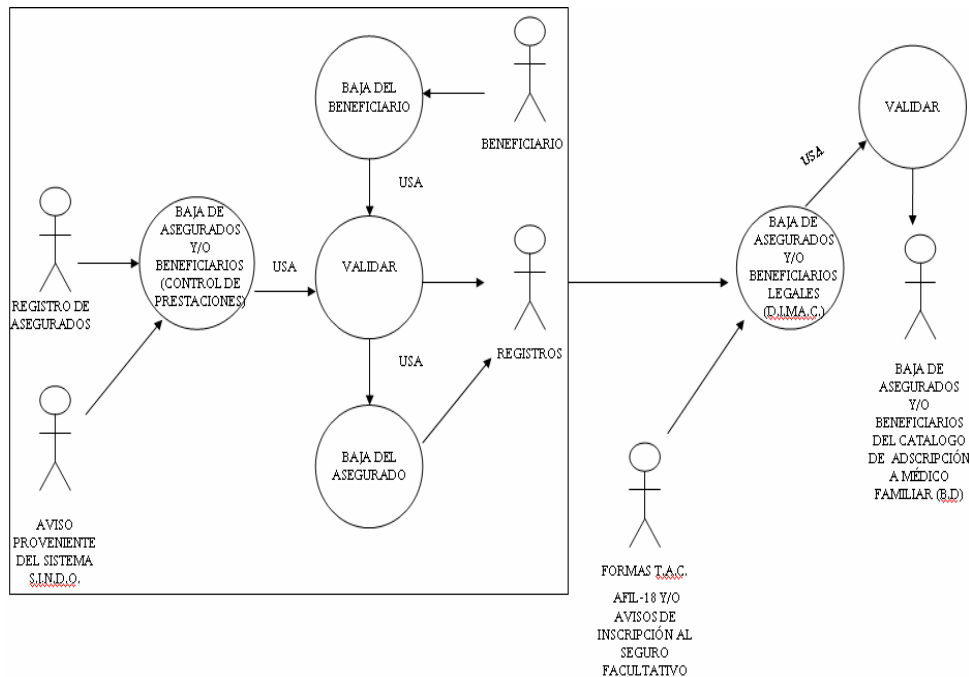 BAJA DEL
BENEFICIARIO
BENEFICIARIO
VALIDAR
USA
USA
BAJA DE
ASEGURADOS
Y/O
BENEFICIARIOS
(CONTROL DE
PRESTACIONES)
USA
VALIDAR
REGISTRO DE
ASEGURADOS
REGISTROS
BAJA DE
ASEGURADOS
Y/O
BENEFICIARIOS
LEGALES
(D.I.MA.C.)
USA
BAJA DEL
ASEGURADO
BAJA DE
ASEGURADOS
Y/O
BENEFICIARIOS
DEL CATALOGO
DE ADSCRIPCIÓN
A MÉDICO
FAMILIAR (B.D)
AVISO
PROVENIENTE
DEL SISTEMA
S.I.N.D.O.
FORMAS T.A.C.
AFIL-18 Y/O
AVISOS DE
INSCRIPCIÓN AL
SEGURO
FACULTATIVO